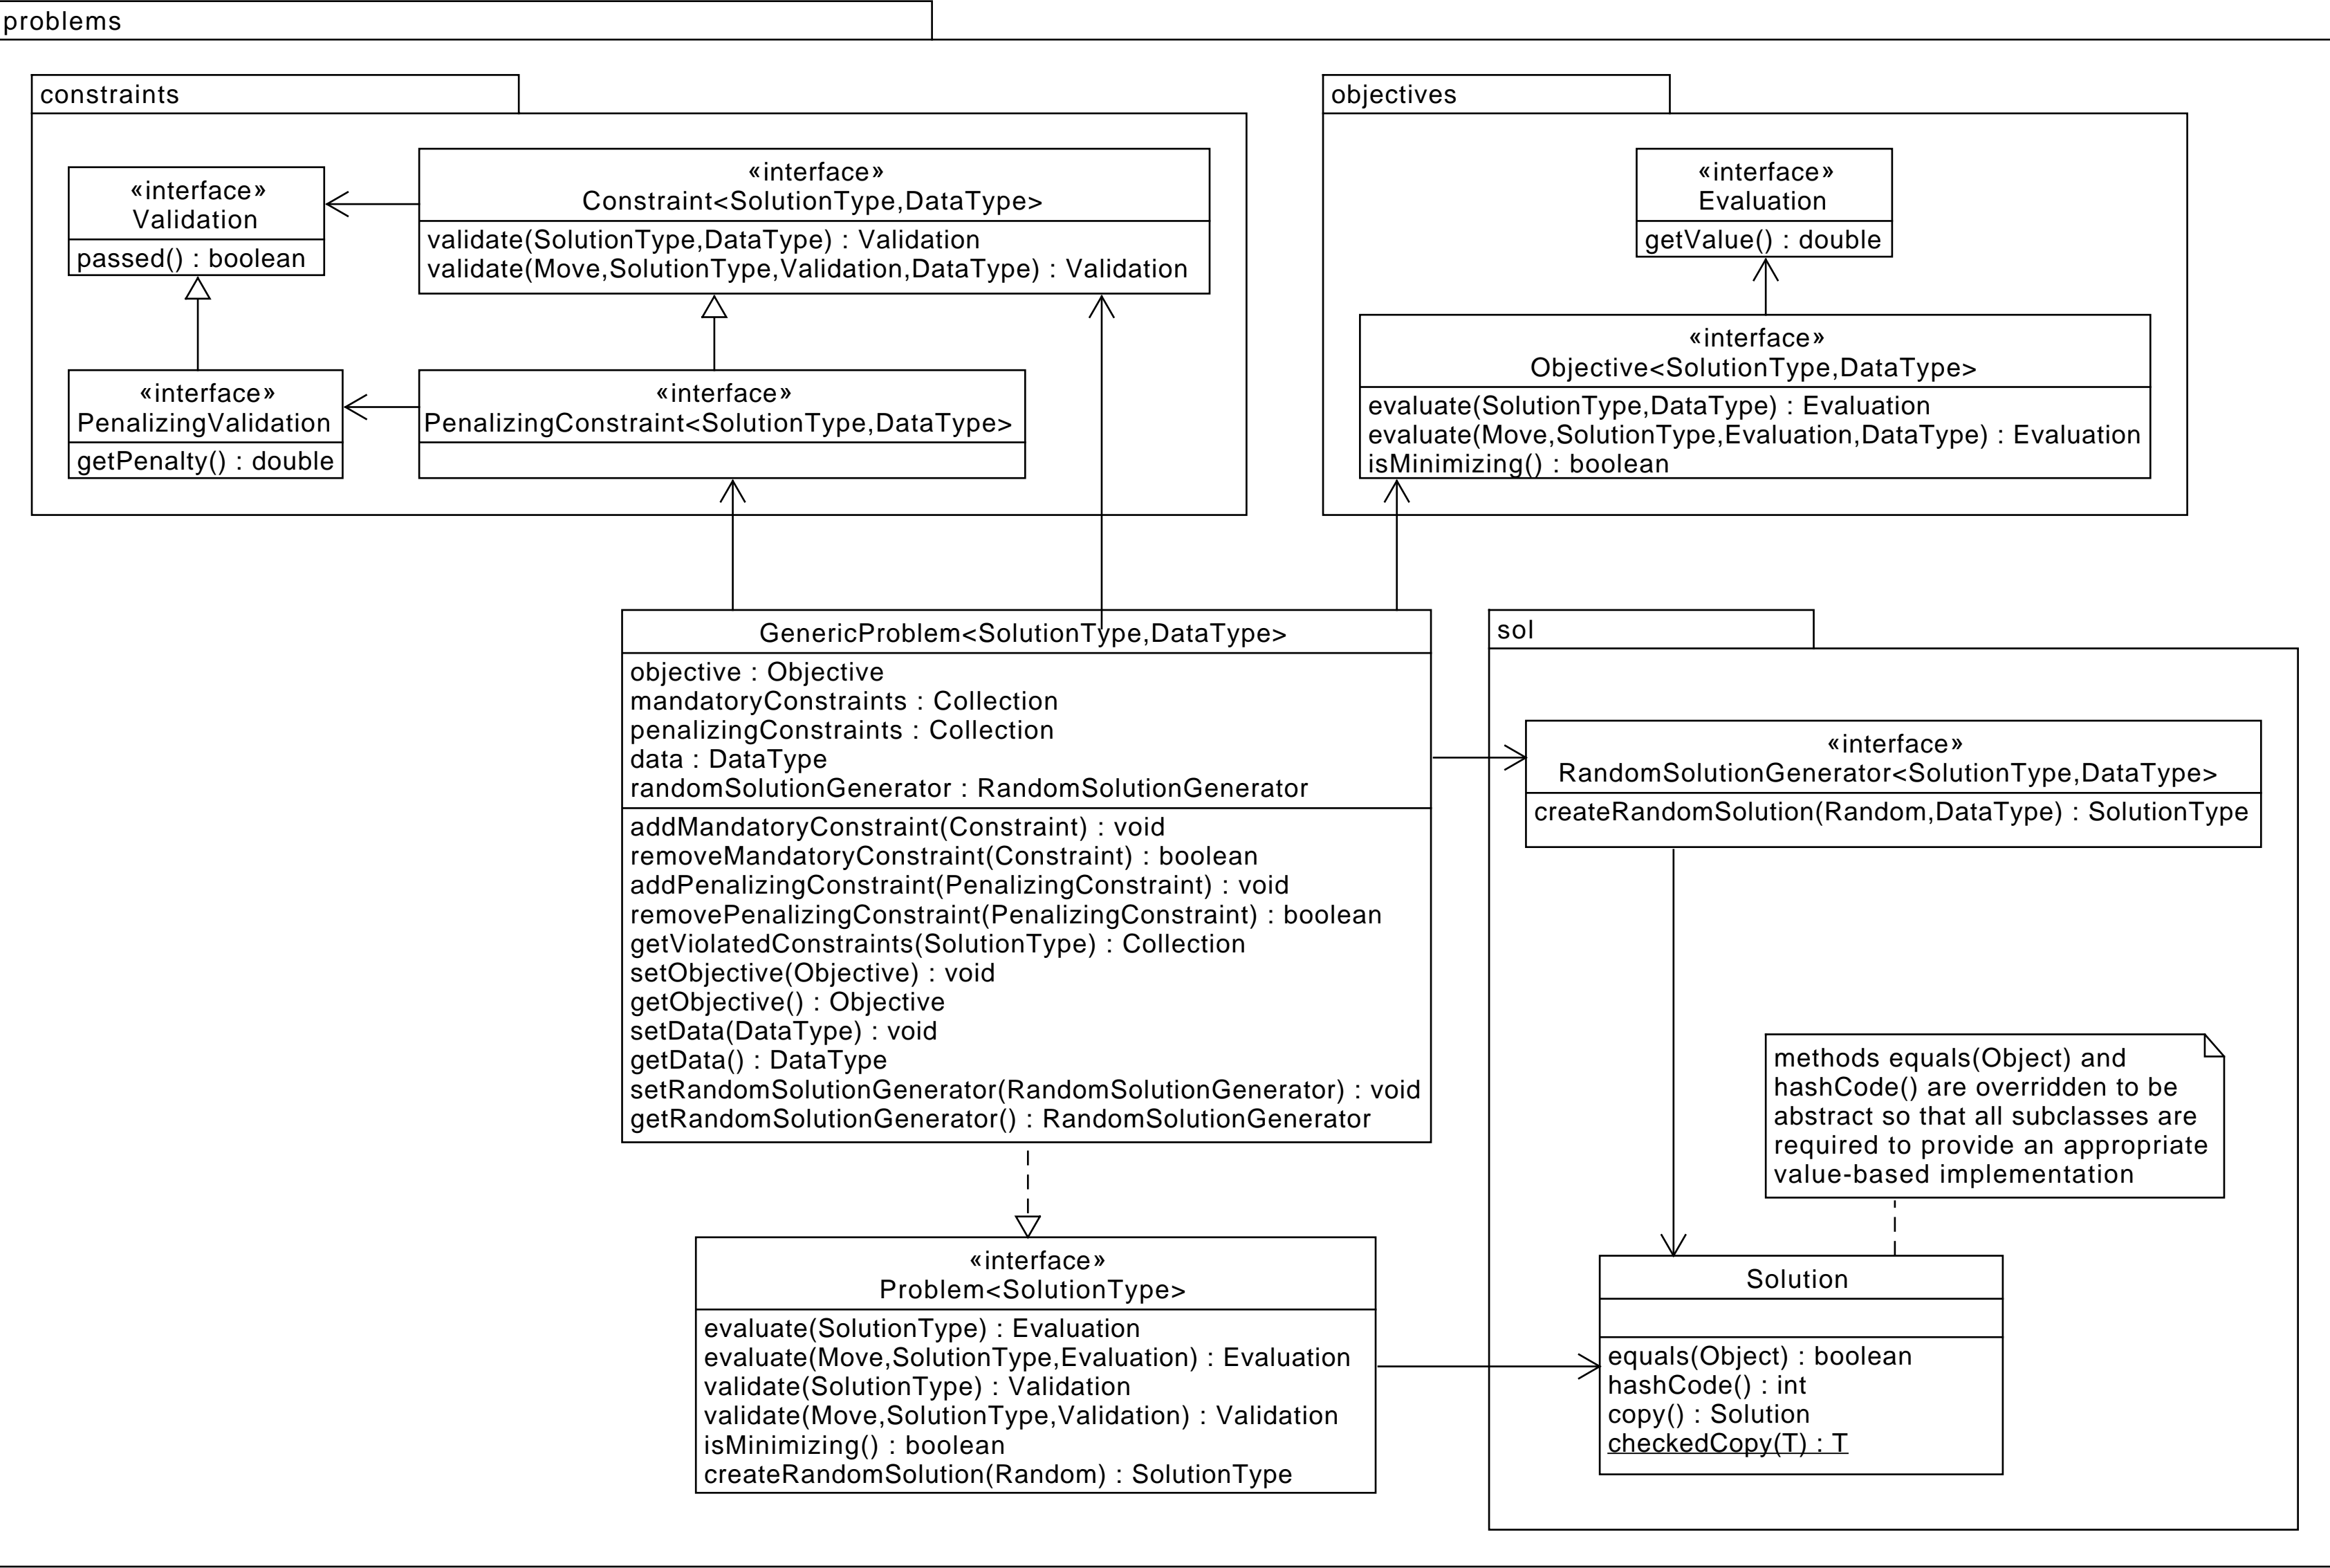 problems
constraints
«interface»
Validation
passed() : boolean
«interface»
Constraint<SolutionType,DataType>
validate(SolutionType,DataType) : Validation
validate(Move,SolutionType,Validation,DataType) : Validation
«interface»
PenalizingValidation
getPenalty() : double
«interface»
PenalizingConstraint<SolutionType,DataType>
objectives
«interface»
Evaluation
getValue() : double
«interface»
Objective<SolutionType,DataType>
evaluate(SolutionType,DataType) : Evaluation
evaluate(Move,SolutionType,Evaluation,DataType) : Evaluation
isMinimizing() : boolean
GenericProblem<SolutionType,DataType>
objective : Objective
mandatoryConstraints : Collection
penalizingConstraints : Collection
data : DataType
randomSolutionGenerator : RandomSolutionGenerator
addMandatoryConstraint(Constraint) : void
removeMandatoryConstraint(Constraint) : boolean
addPenalizingConstraint(PenalizingConstraint) : void
removePenalizingConstraint(PenalizingConstraint) : boolean
getViolatedConstraints(SolutionType) : Collection
setObjective(Objective) : void
getObjective() : Objective
setData(DataType) : void
getData() : DataType
setRandomSolutionGenerator(RandomSolutionGenerator) : void
getRandomSolutionGenerator() : RandomSolutionGenerator
sol
«interface»
RandomSolutionGenerator<SolutionType,DataType>
createRandomSolution(Random,DataType) : SolutionType
methods equals(Object) and
hashCode() are overridden to be
abstract so that all subclasses are
required to provide an appropriate
value-based implementation
«interface»
Problem<SolutionType>
evaluate(SolutionType) : Evaluation
evaluate(Move,SolutionType,Evaluation) : Evaluation
validate(SolutionType) : Validation
validate(Move,SolutionType,Validation) : Validation
isMinimizing() : boolean
createRandomSolution(Random) : SolutionType
Solution
equals(Object) : boolean
hashCode() : int
copy() : Solution
checkedCopy(T) : T